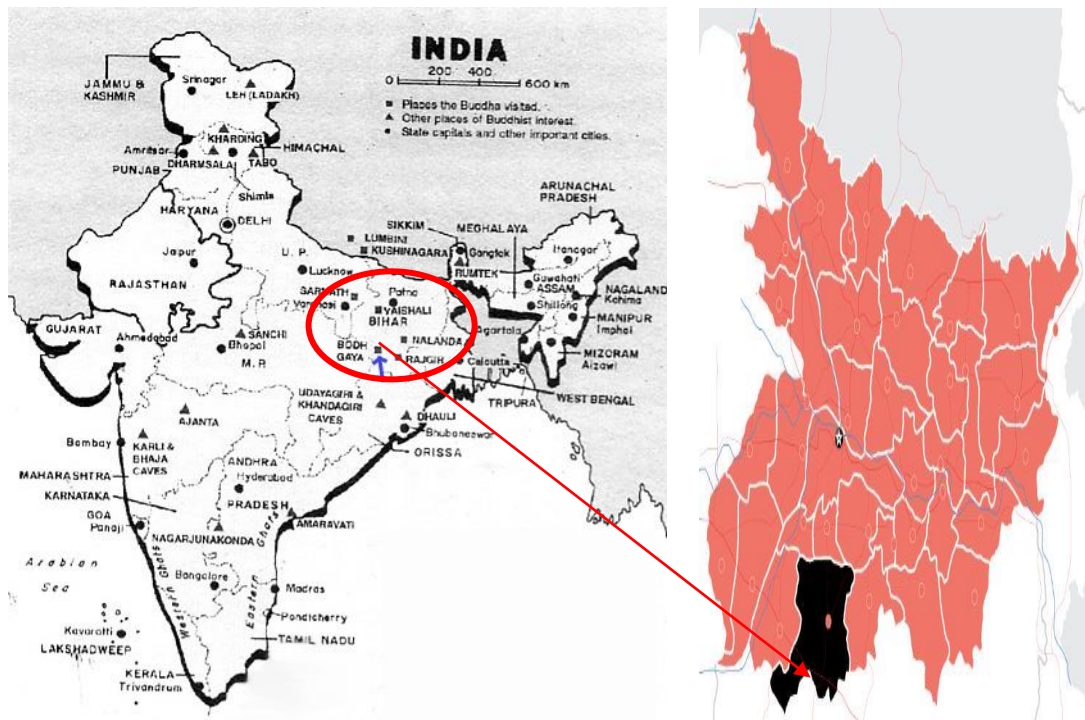 INDIA
0 200 400 600 km
Places the Buddha visited.
Other places of Buddhist interest.
State capitals and other important cities.
JAMMU &
KASHMIR
Srinagar
LEH (LADAKH)
KHARDING
Amritsar
DHARMSALA
TABO
HIMACHAL
PUNJAB
Shimla
HARYANA
DELHI
Jaipur
RAJASTHAN
U. P.
Lucknow
LUMBINI
KUSHINAGARA
SIKKIM
Gangtok
RUMTEK
MEGHALAYA
ARUNACHAL
PRADESH
Itanagar
Guwahati
ASSAM
Shillong
NAGALAND
Kohima
MANIPUR
Imphal
MIZORAM
Aizawl
Agartala
TRIPURA
SARNATH
Varanasi
Patna
VAISHALI
BIHAR
NALANDA
BODH
GAYA
RAJGIH
Calcutta
WEST BENGAL
GUJARAT
Ahmedabad
SANCHI
Bhopal
M. P.
UDAYAGIRI &
KHANDAGIRI
CAVES
DHAULI
Bhubaneswar
ORISSA
AJANTA
Bombay
KARLI &
BHAJA
CAVES
MAHARASHTRA
KARNATAKA
GOA
Panaji
ANDHRA
Hyderabad
PRADESH
AMARAVATI
NAGARJUNAKONDA
Western Ghats
Eastern Ghats
Arabian
Sea
Bangalore
Madras
Pondicherry
TAMIL NADU
Kavaratti
LAKSHADWEEP
KERALA
Trivandrum